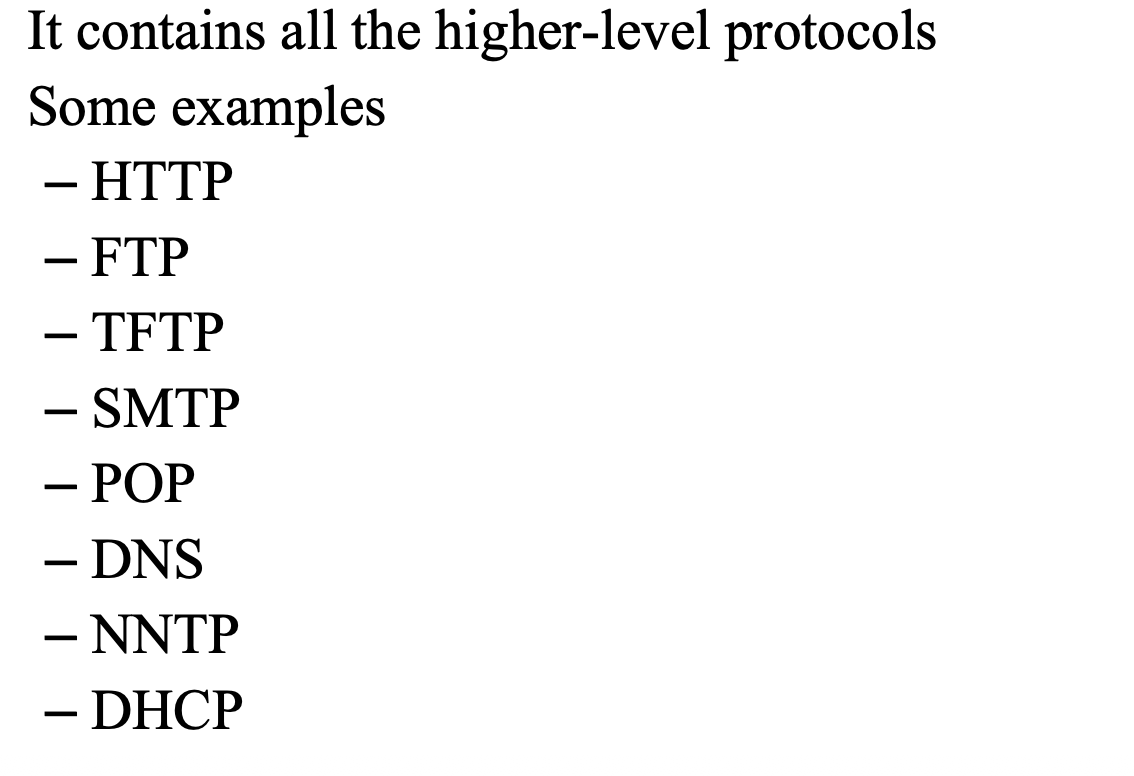 It contains all the higher-level protocols
Some examples
– HTTP
– FTP
– TFTP
– SMTP
– POP
– DNS
– NNTP
– DHCP